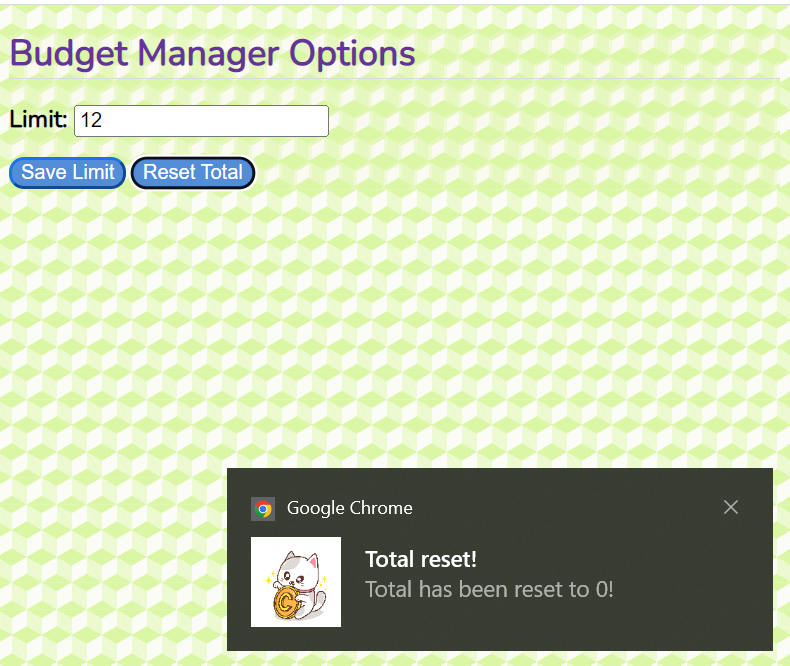 Budget Manager Options
Limit: 12
Save Limit Reset Total
Google Chrome
Total reset!
Total has been reset to 0!